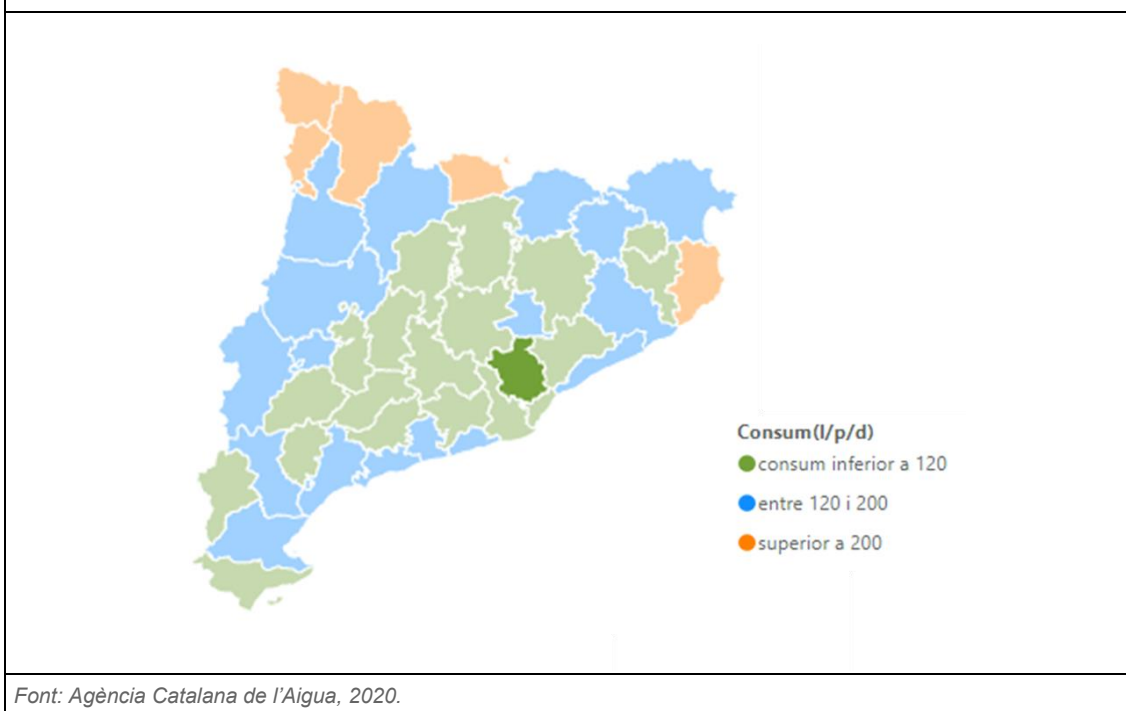 Consum(l/p/d)
consum inferior a 120
entre 120 i 200
superior a 200
Font: Agència Catalana de l’Aigua, 2020.